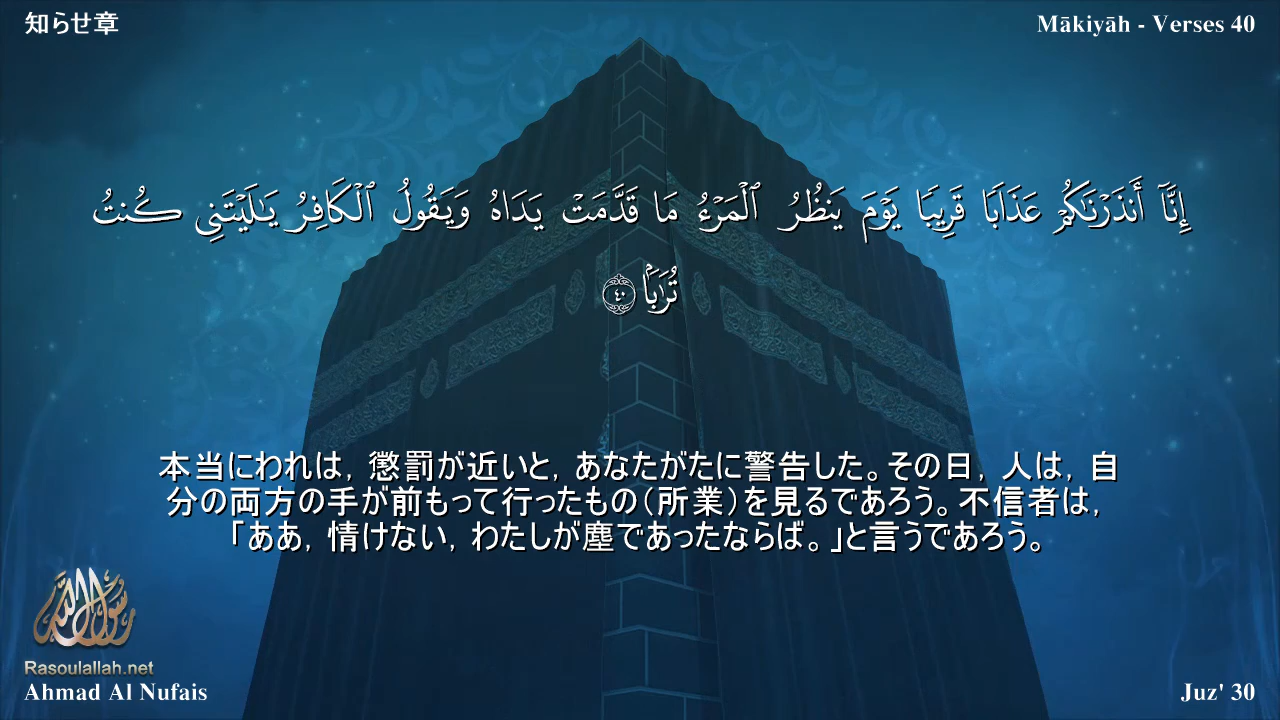 知らせ章
Mākiyāh - Verses 40
إِنَّآ أَنذَرْنَـٰكُمْ عَذَابًا قَرِيبًا يَوْمَ يَنظُرُ ٱلْمَرْءُ مَا قَدَّمَتْ يَدَاهُ وَيَقُولُ ٱلْكَافِرُ يَـٰلَيْتَنِى كُنتُ
تُرَٰبًۢا ٤٠
本当にわれは, 懲罰が近いと, あなたがたに警告した。その日, 人は, 自
分の両方の手が前もって行ったもの(所業)を見るであろう。不信者は,
「ああ, 情けない, わたしが塵であったならば。」と言うであろう。
رسول الله
Rasoulallah.net
Ahmad Al Nufais
Juz' 30